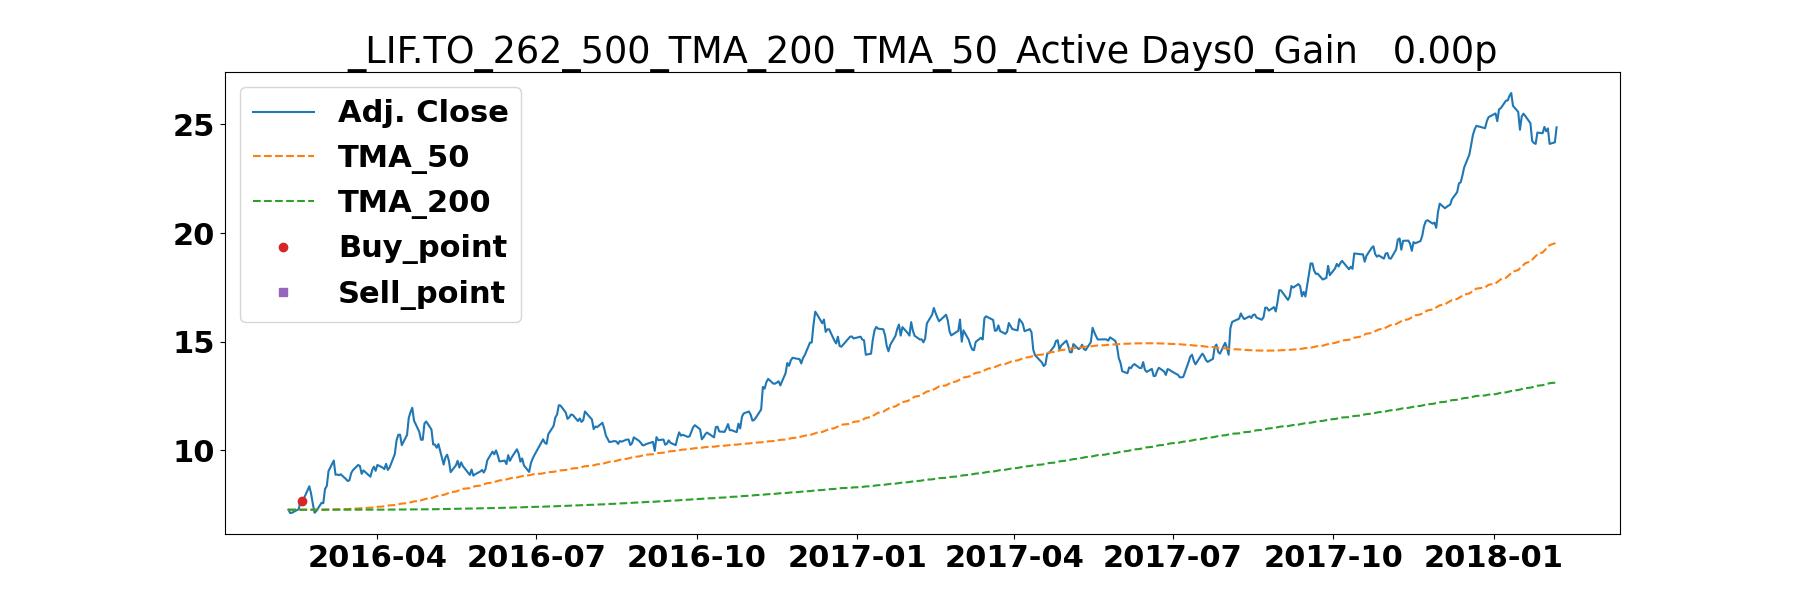 _LIF.TO_262_500_TMA_200_TMA_50_Active Days0_Gain   0.00p
Adj. Close
TMA_50
TMA_200
Buy_point
Sell_point
25
20
15
10
2016-04 2016-07 2016-10 2017-01 2017-04 2017-07 2017-10 2018-01